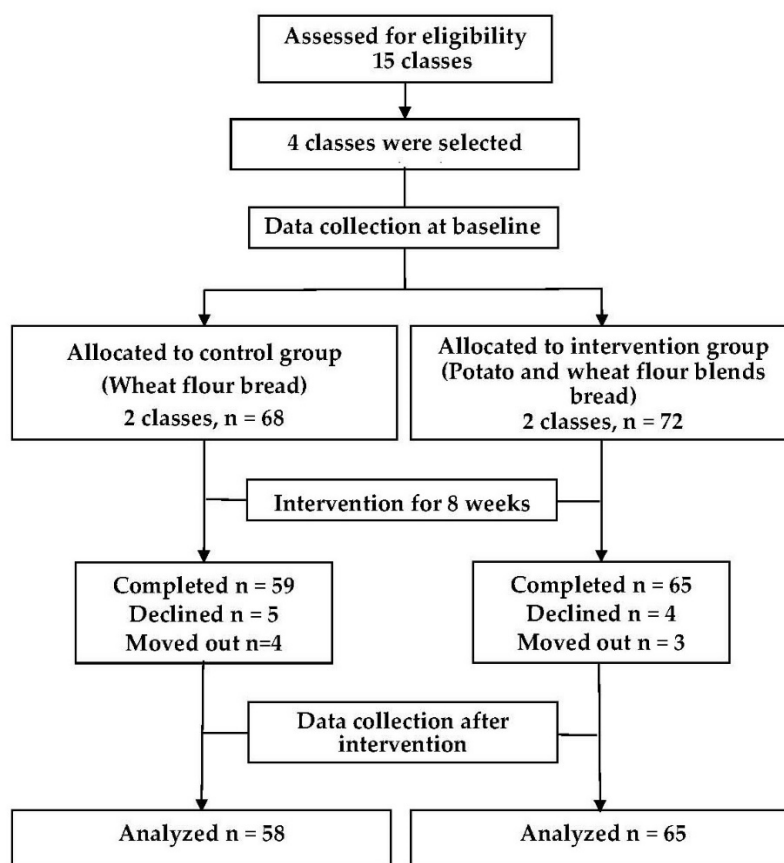 Assessed for eligibility
15 classes
4 classes were selected
Data collection at baseline
Allocated to control group
(Wheat flour bread)
2 classes, n = 68
Allocated to intervention group
(Potato and wheat flour blends
bread)
2 classes, n = 72
Intervention for 8 weeks
Completed n = 59
Declined n = 5
Moved out n=4
Completed n = 65
Declined n = 4
Moved out n = 3
Data collection after
intervention
Analyzed n = 58
Analyzed n = 65